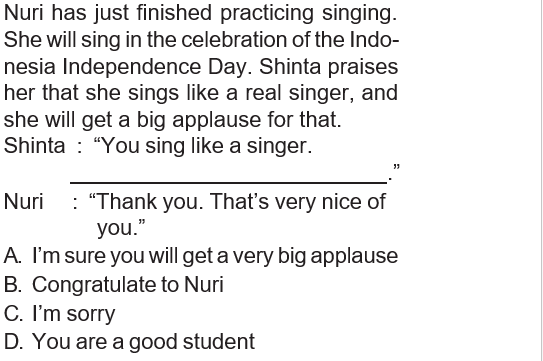 Nuri has just finished practicing singing.
She will sing in the celebration of the Indo-
nesia Independence Day. Shinta praises
her that she sings like a real singer, and
she will get a big applause for that.
Shinta : “You sing like a singer.
______________________________.”
Nuri : “Thank you. That’s very nice of
you.”
A. I’m sure you will get a very big applause
B. Congratulate to Nuri
C. I’m sorry
D. You are a good student